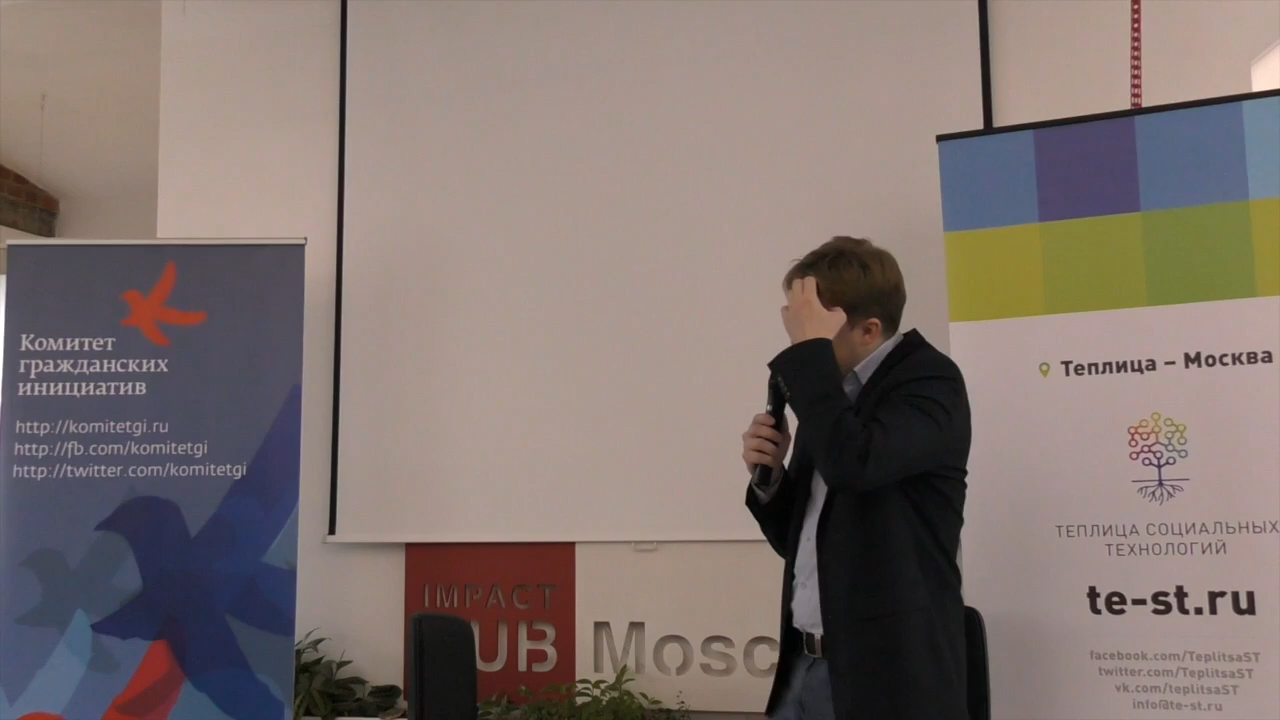 Комитет
гражданских
инициатив
http://komitetgi.ru
http://fb.com/komitetgi
http://twitter.com/komitetgi
IMPACT
UB
Mosc
Теплица – Москва
ТЕПЛИЦА СОЦИАЛЬНЫХ
ТЕХНОЛОГИЙ
te-st.ru
facebook.com/TeplitsaST
twitter.com/TeplitsaST
vk.com/teplitsaST
info@te-st.ru